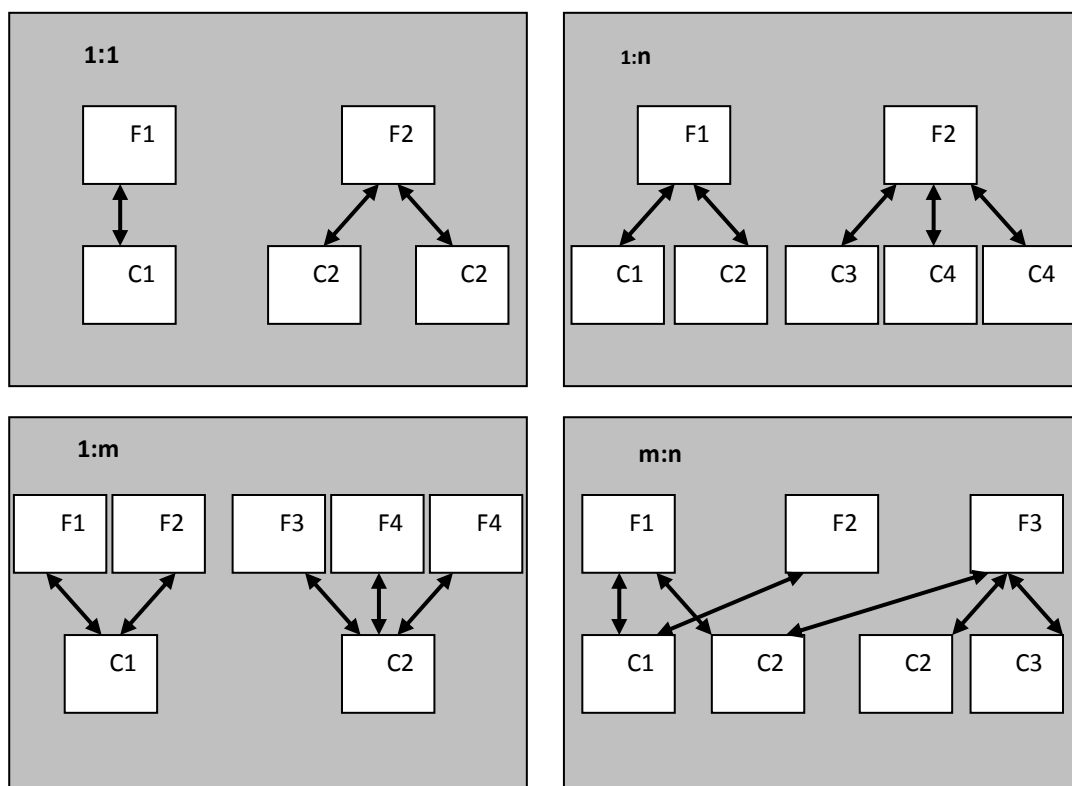 1:1
F1 F2
C1 C2 C2
1:n
F1 F2
C1 C2 C3 C4 C4
1:m
F1 F2 F3 F4 F4
C1 C2
m:n
F1 F2 F3
C1 C2 C2 C3